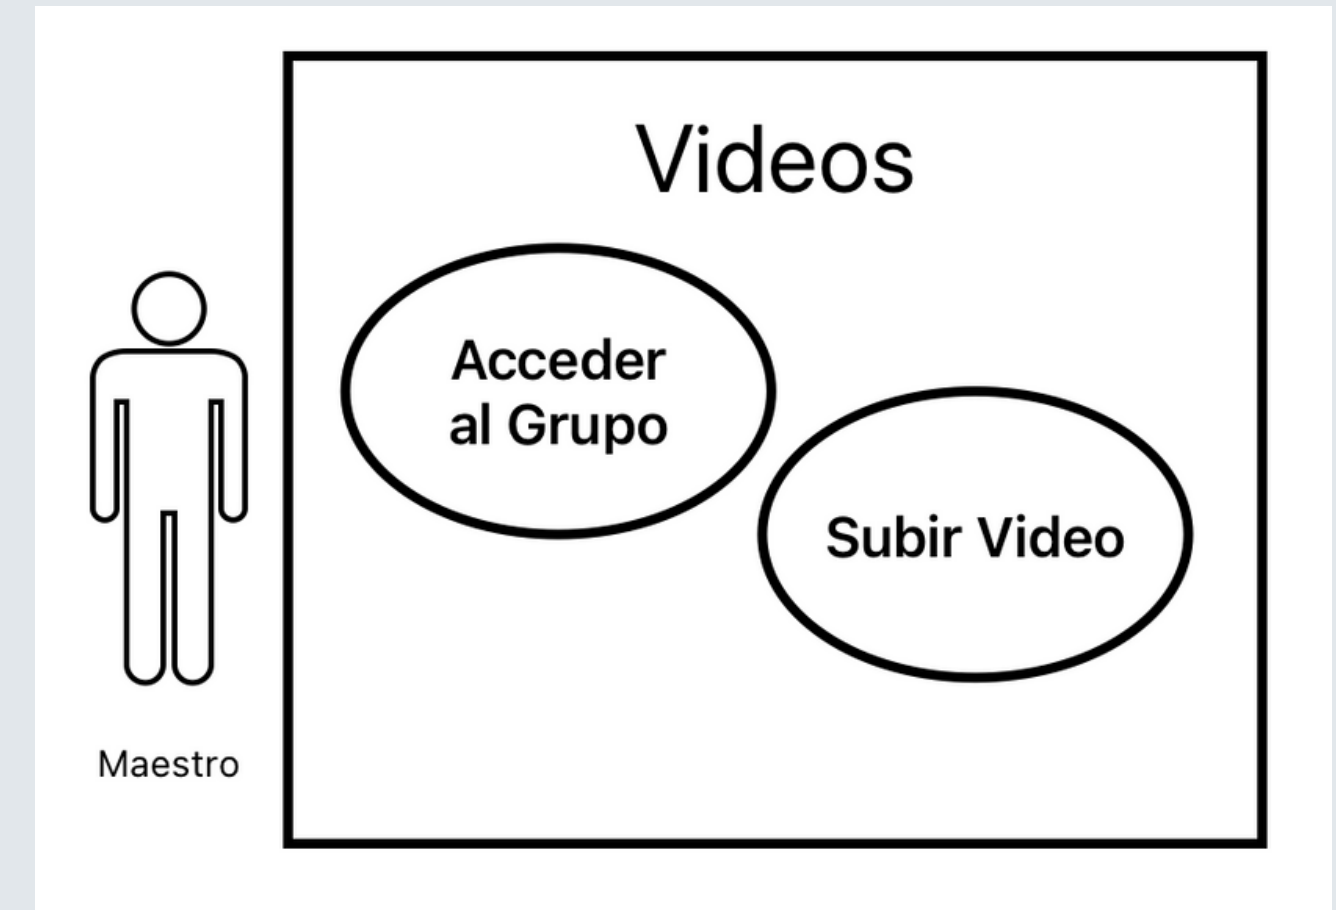 Videos
Acceder
al Grupo
Subir Video
Maestro